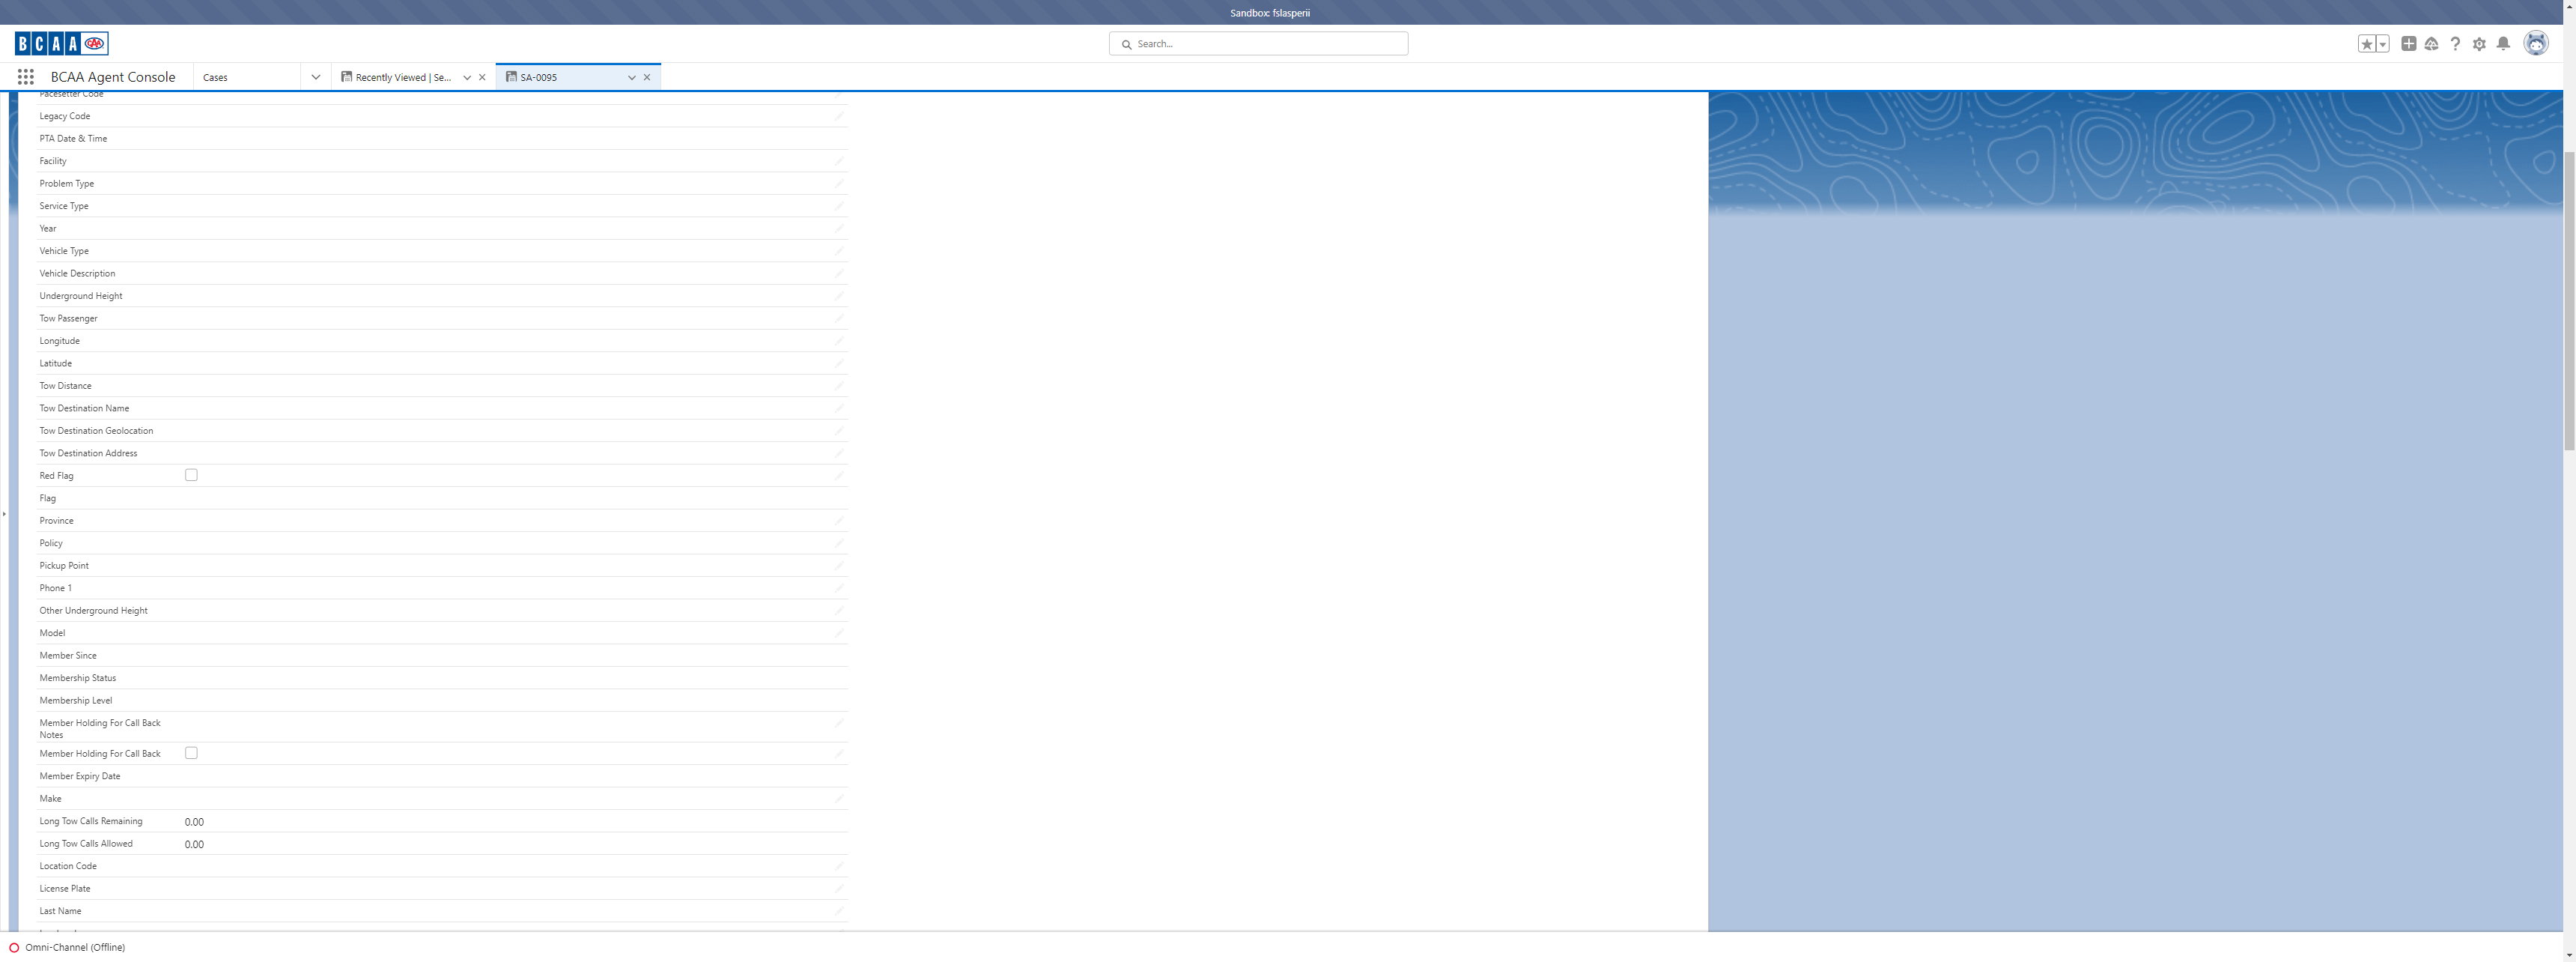 Sandbox: fslasperii
BCAA CAA
Search...
BCAA Agent Console
Cases
Recently Viewed | Se...
SA-0095
Pacesetter Code
Legacy Code
PTA Date & Time
Facility
Problem Type
Service Type
Year
Vehicle Type
Vehicle Description
Underground Height
Tow Passenger
Longitude
Latitude
Tow Distance
Tow Destination Name
Tow Destination Geolocation
Tow Destination Address
Red Flag
Flag
Province
Policy
Pickup Point
Phone 1
Other Underground Height
Model
Member Since
Membership Status
Membership Level
Member Holding For Call Back
Notes
Member Holding For Call Back
Member Expiry Date
Make
Long Tow Calls Remaining 0.00
Long Tow Calls Allowed 0.00
Location Code
License Plate
Last Name
Omni-Channel (Offline)